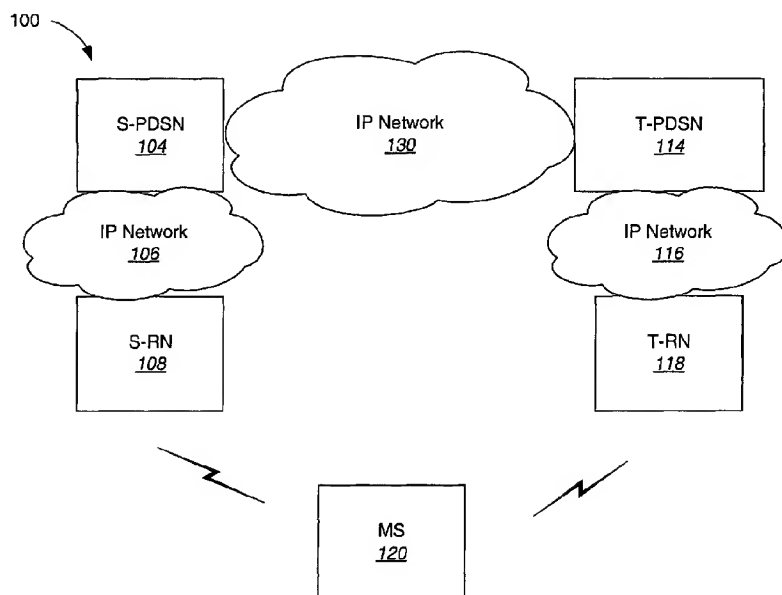 100
S-PDSN
104
IP Network
130
T-PDSN
114
IP Network
106
IP Network
116
S-RN
108
T-RN
118
MS
120